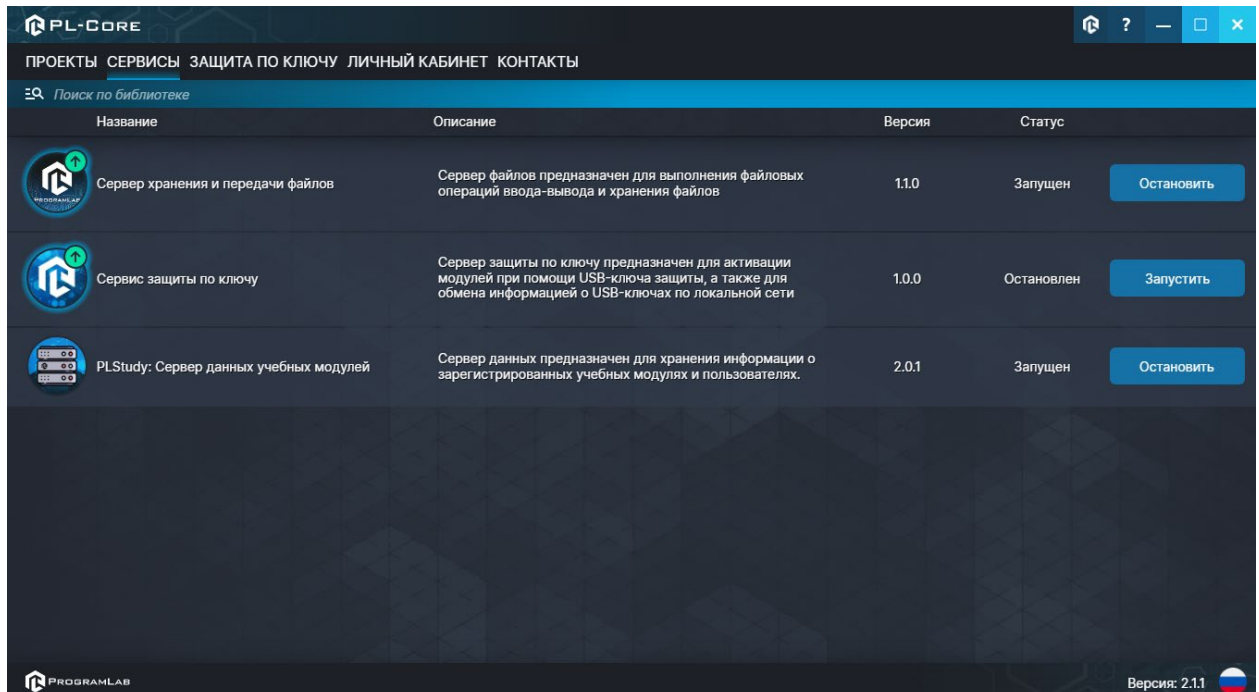 PL-CORE
?
ПРОЕКТЫ СЕРВИСЫ ЗАЩИТА ПО КЛЮЧУ ЛИЧНЫЙ КАБИНЕТ КОНТАКТЫ
Поиск по библиотеке
Название Описание Версия Статус
PROGRAMLAB
Сервер хранения и передачи файлов
Сервер файлов предназначен для выполнения файловых
операций ввода-вывода и хранения файлов
1.1.0 Запущен Остановить
Сервис защиты по ключу
Сервер защиты по ключу предназначен для активации
модулей при помощи USB-ключа защиты, а также для
обмена информацией о USB-ключах по локальной сети
1.0.0 Остановлен Запустить
PLStudy: Сервер данных учебных модулей
Сервер данных предназначен для хранения информации о
зарегистрированных учебных модулях и пользователях.
2.0.1 Запущен Остановить
PROGRAMLAB Версия: 2.1.1